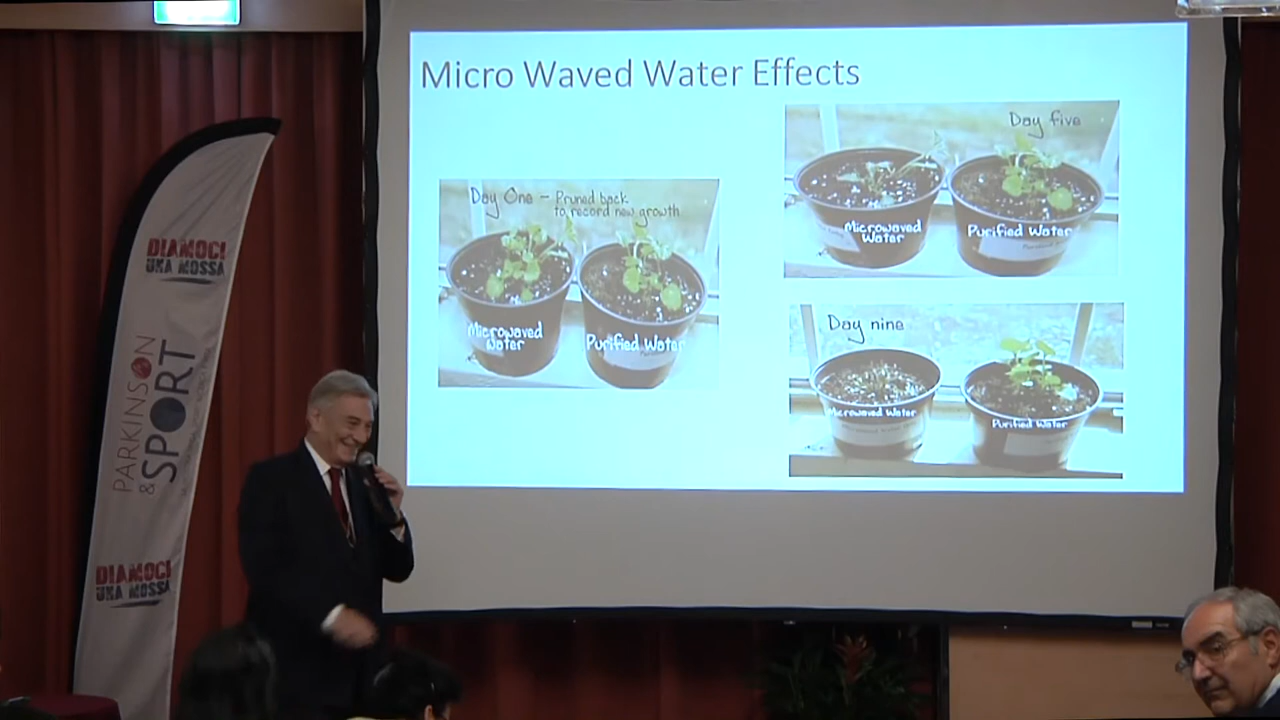 Micro Waved Water Effects
Day One - Pruned back
to record new growth
Microwaved
Water
Purified Water
Day five
Microwaved
Water
Purified Water
Day nine
Microwaved Water
Purified Water
DIAMOCI
UNA MOSSA
PARKINSON
& SPORT
DIAMOCI
UNA MOSSA